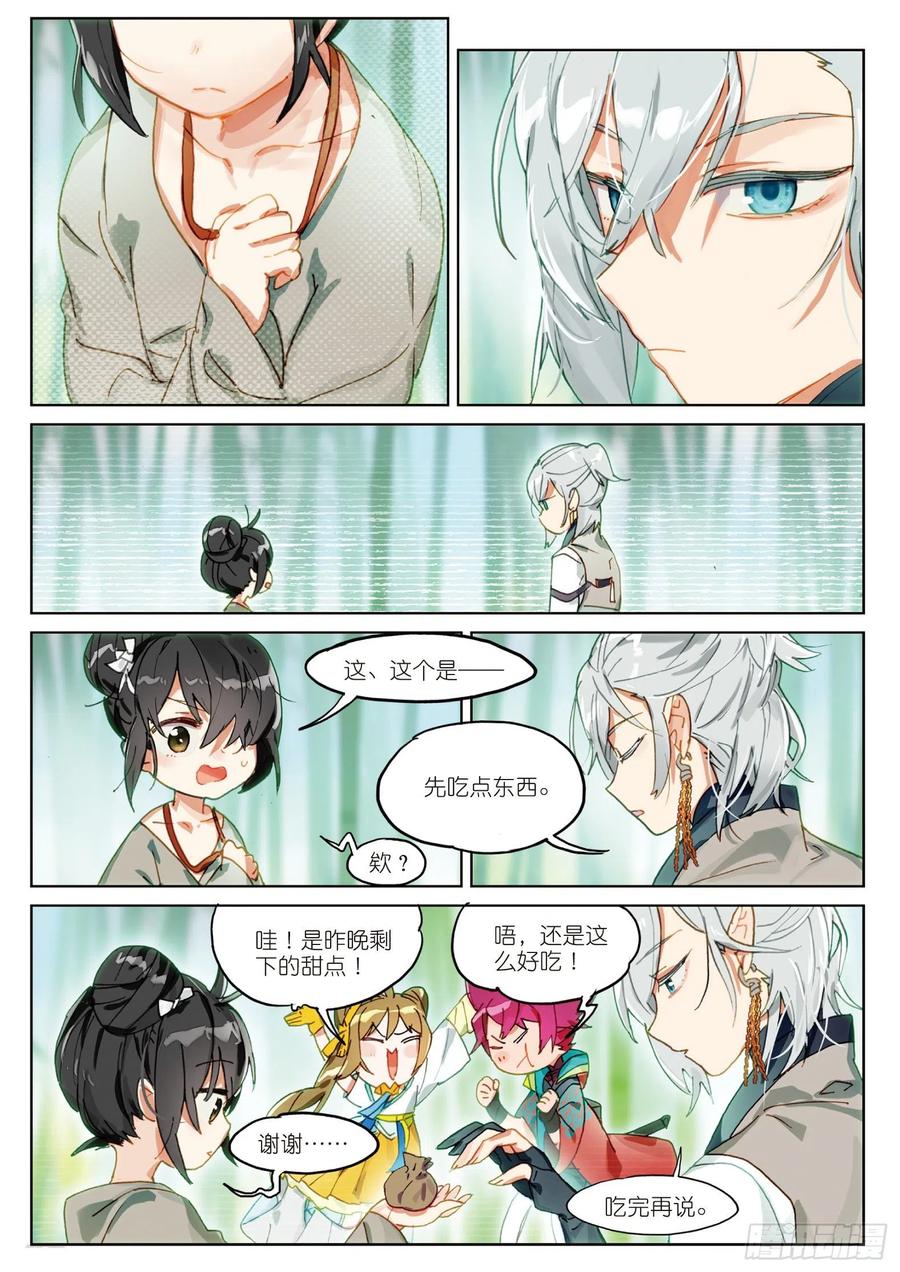 这、这个是——
先吃点东西。
欸？
哇！是昨晚剩
下的甜点！
唔，还是这
么好吃！
谢谢……
吃完再说。
腾讯动漫